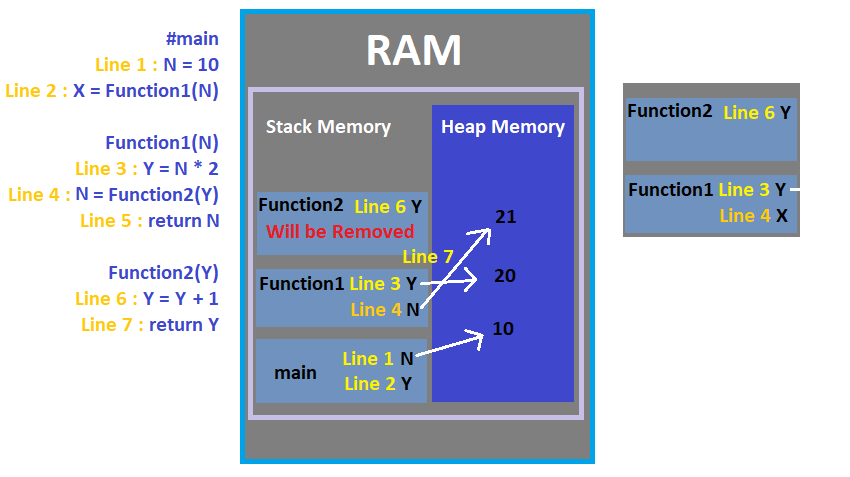 #main
Line 1 : N = 10
Line 2 : X = Function1(N)
Function1(N)
Line 3 : Y = N * 2
Line 4 : N = Function2(Y)
Line 5 : return N
Function2(Y)
Line 6 : Y = Y + 1
Line 7 : return Y
RAM
Stack Memory
Heap Memory
Function2 Line 6 Y
Will be Removed
Line 7
Function1 Line 3 Y
Line 4 N
main
Line 1 N
Line 2 Y
21
20
10
Function2 Line 6 Y
Function1 Line 3 Y
Line 4 X